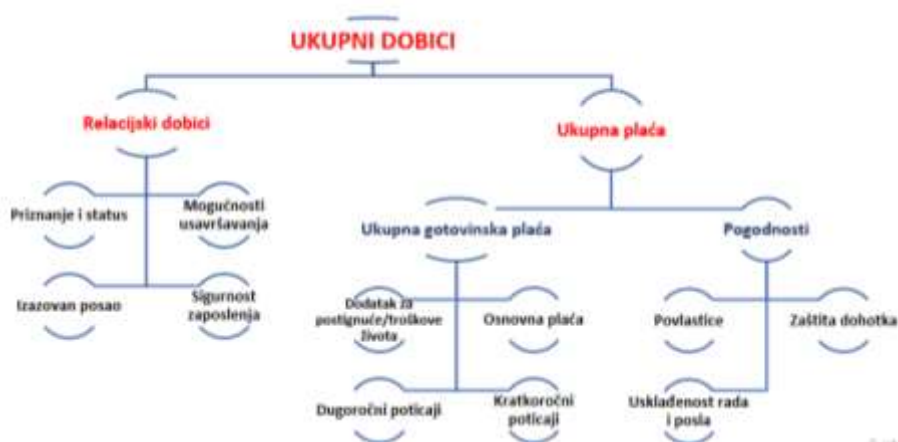 UKUPNI DOBICI
Relacijski dobici
Ukupna plaća
Priznanje i status
Mogućnosti
usavršavanja
Izazovan posao
Sigurnost
zaposlenja
Ukupna gotovinska plaća
Pogodnosti
Dodatak za
postignuće/troškove
života
Osnovna plaća
Dugoročni poticaji
Kratkoročni
poticaji
Povlastice
Zaštita dohotka
Usklađenost rada
i posla